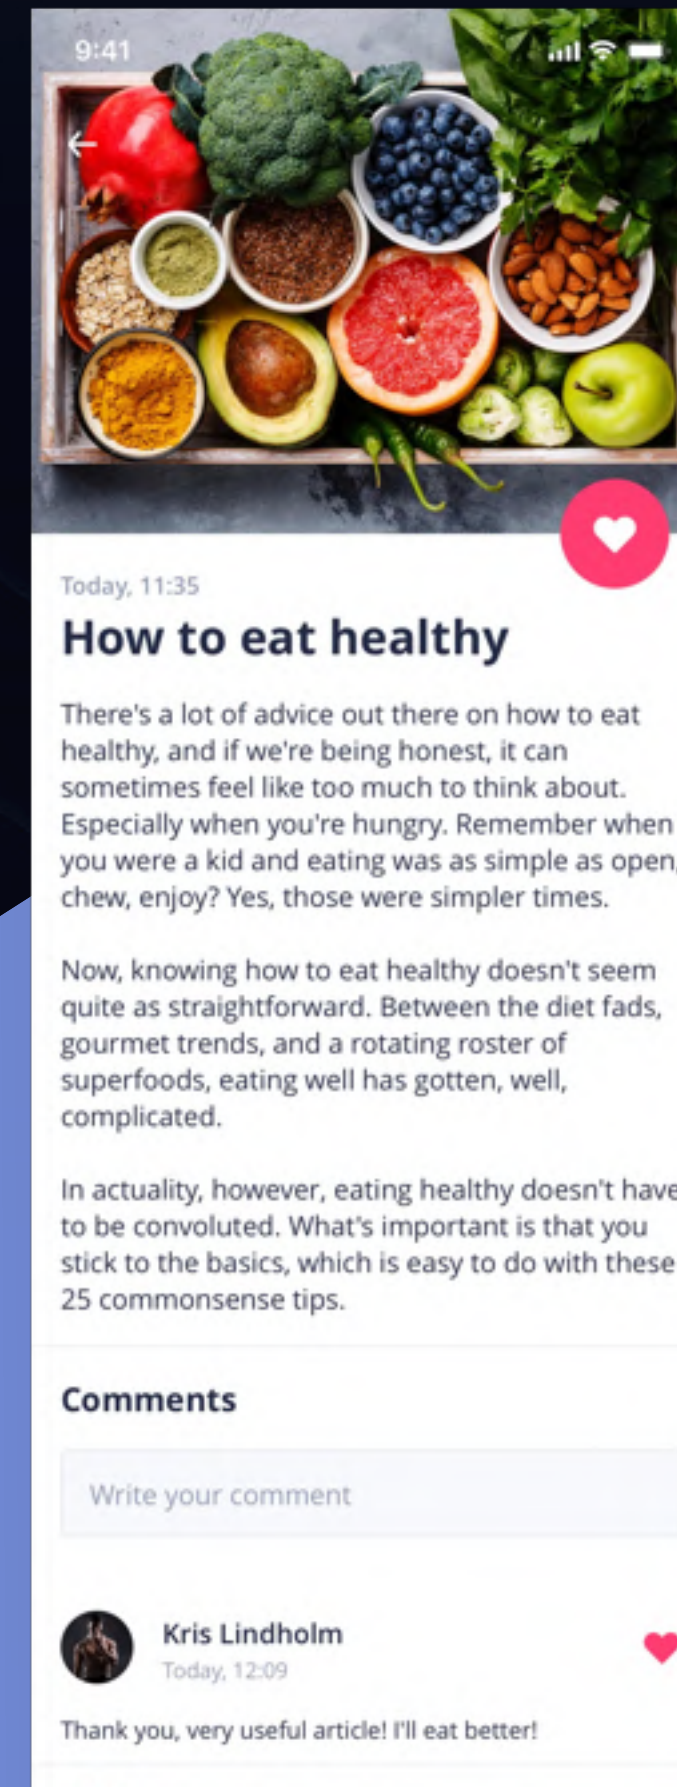 9:41
Today, 11:35
How to eat healthy
There's a lot of advice out there on how to eat
healthy, and if we're being honest, it can
sometimes feel like too much to think about.
Especially when you're hungry. Remember when
you were a kid and eating was as simple as open,
chew, enjoy? Yes, those were simpler times.
Now, knowing how to eat healthy doesn't seem
quite as straightforward. Between the diet fads,
gourmet trends, and a rotating roster of
superfoods, eating well has gotten, well,
complicated.
In actuality, however, eating healthy doesn't have
to be convoluted. What's important is that you
stick to the basics, which is easy to do with these
25 commonsense tips.
Comments
Write your comment
Kris Lindholm
Today, 12:09
Thank you, very useful article! I'll eat better!